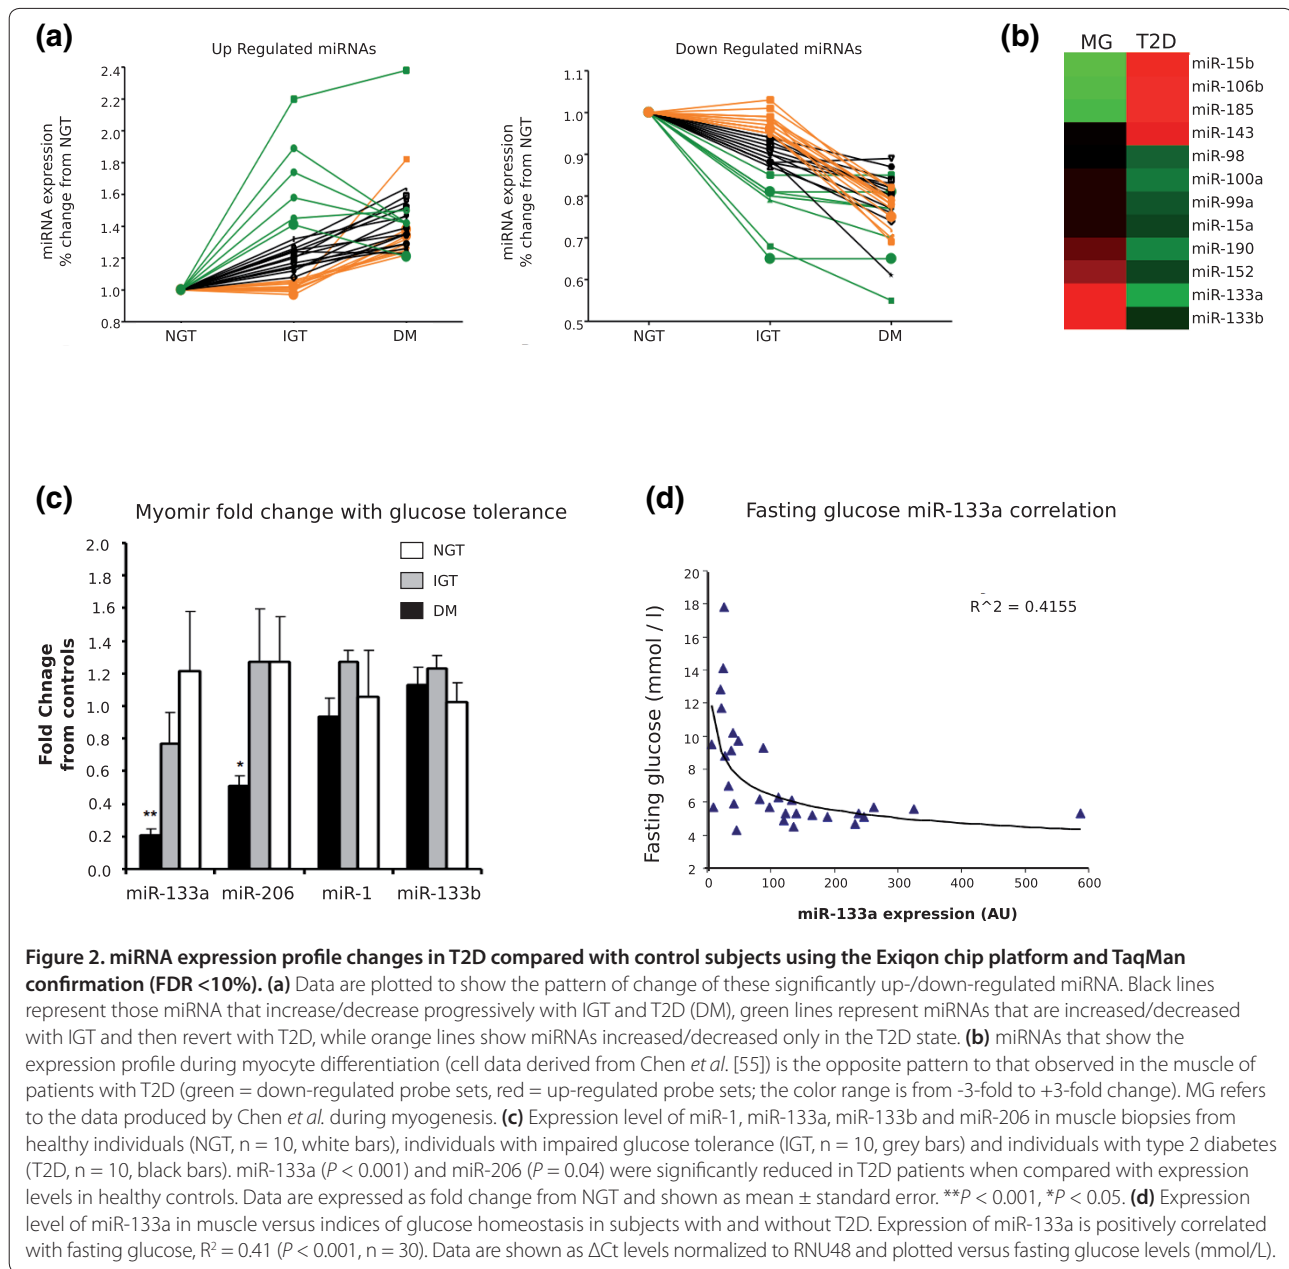 (a)
Up Regulated miRNAs
miRNA expression
% change from NGT
2.4
2.2
2.0
1.8
1.6
1.4
1.2
1.0
0.8
NGT IGT DM
Down Regulated miRNAs
miRNA expression
% change from NGT
1.1
1.0
0.9
0.8
0.7
0.6
0.5
NGT IGT DM
(b)
MG T2D
miR-15b
miR-106b
miR-185
miR-143
miR-98
miR-100a
miR-99a
miR-15a
miR-190
miR-152
miR-133a
miR-133b
(c)
Myomir fold change with glucose tolerance
Fold Chnage
from controls
2.0
1.8
1.6
1.4
1.2
1.0
0.8
0.6
0.4
0.2
0.0
NGT
IGT
DM
**
*
miR-133a miR-206 miR-1 miR-133b
(d)
Fasting glucose miR-133a correlation
Fasting glucose (mmol / l)
20
18
16
14
12
10
8
6
4
2
R^2 = 0.4155
0 100 200 300 400 500 600
miR-133a expression (AU)
Figure 2. miRNA expression profile changes in T2D compared with control subjects using the Exiqon chip platform and TaqMan
confirmation (FDR <10%). (a) Data are plotted to show the pattern of change of these significantly up-/down-regulated miRNA. Black lines
represent those miRNA that increase/decrease progressively with IGT and T2D (DM), green lines represent miRNAs that are increased/decreased
with IGT and then revert with T2D, while orange lines show miRNAs increased/decreased only in the T2D state. (b) miRNAs that show the
expression profile during myocyte differentiation (cell data derived from Chen et al. [55]) is the opposite pattern to that observed in the muscle of
patients with T2D (green = down-regulated probe sets, red = up-regulated probe sets; the color range is from -3-fold to +3-fold change). MG refers
to the data produced by Chen et al. during myogenesis. (c) Expression level of miR-1, miR-133a, miR-133b and miR-206 in muscle biopsies from
healthy individuals (NGT, n = 10, white bars), individuals with impaired glucose tolerance (IGT, n = 10, grey bars) and individuals with type 2 diabetes
(T2D, n = 10, black bars). miR-133a (P < 0.001) and miR-206 (P = 0.04) were significantly reduced in T2D patients when compared with expression
levels in healthy controls. Data are expressed as fold change from NGT and shown as mean ± standard error. **P < 0.001, *P < 0.05. (d) Expression
level of miR-133a in muscle versus indices of glucose homeostasis in subjects with and without T2D. Expression of miR-133a is positively correlated
with fasting glucose, R² = 0.41 (P < 0.001, n = 30). Data are shown as ΔCt levels normalized to RNU48 and plotted versus fasting glucose levels (mmol/L).